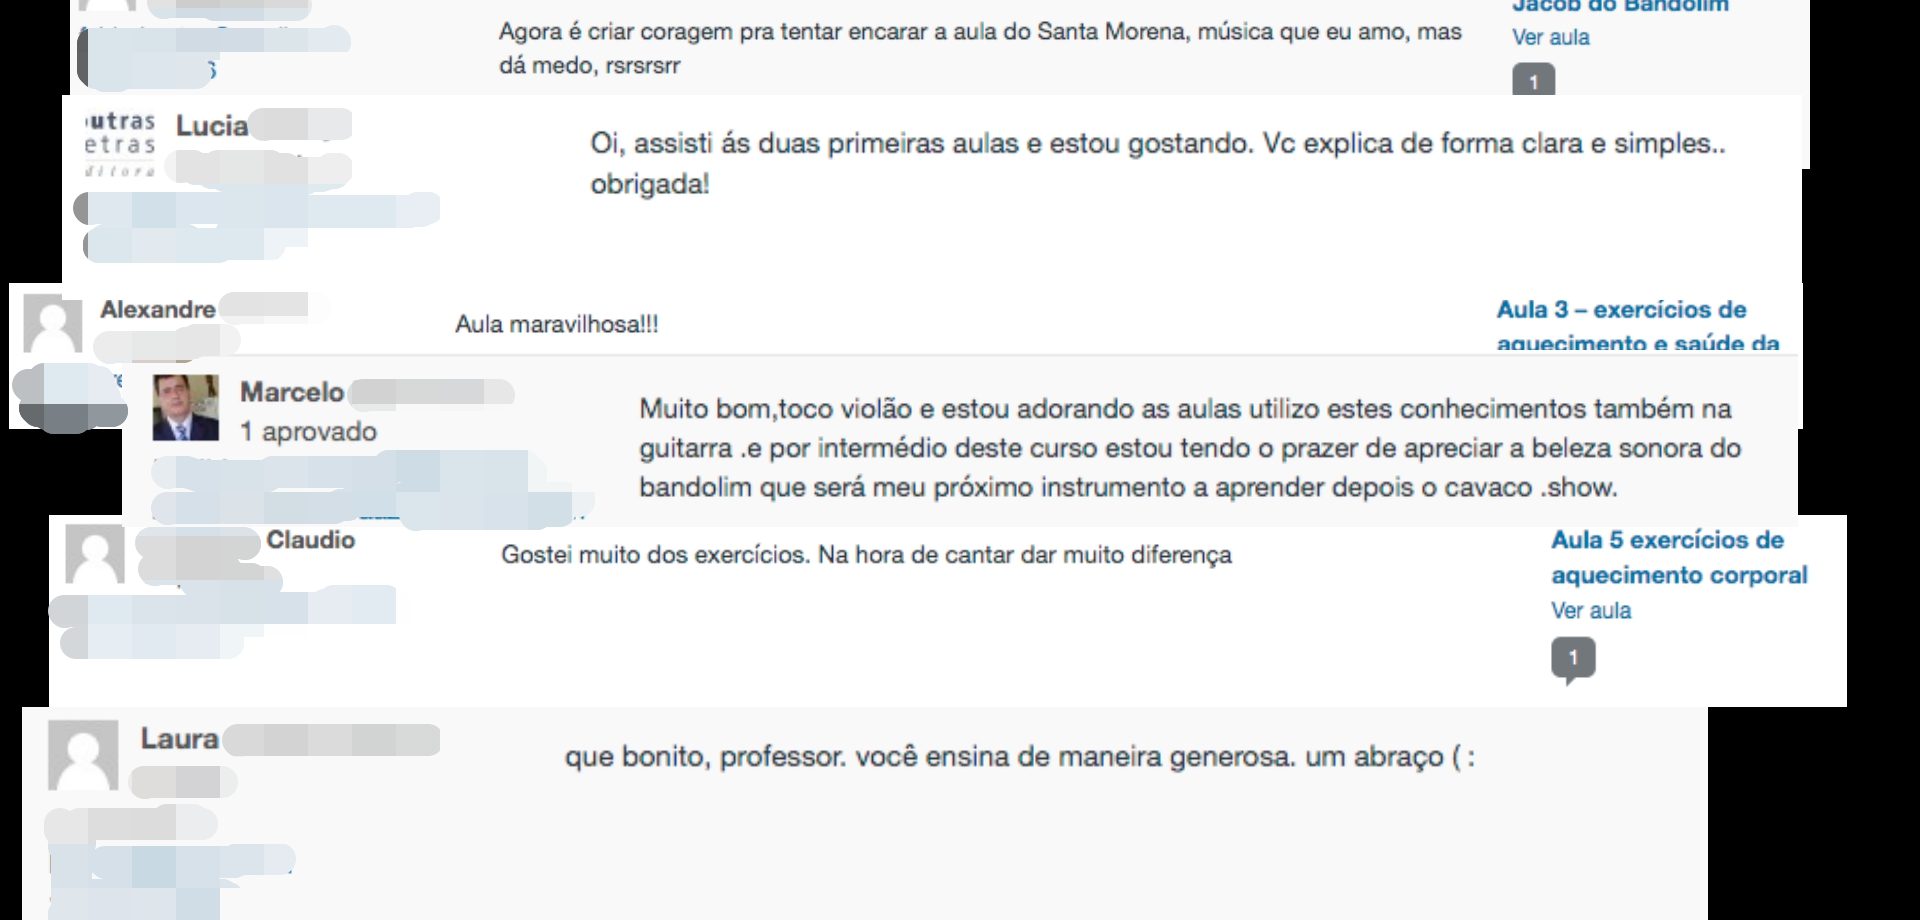 Jacob do Bandolim
Agora é criar coragem pra tentar encarar a aula do Santa Morena, música que eu amo, mas
dá medo, rsrsrsrr
Ver aula
1
utras
etras
ditora
Lucia
Oi, assisti ás duas primeiras aulas e estou gostando. Vc explica de forma clara e simples..
obrigada!
Alexandre
Aula maravilhosa!!!
Aula 3 – exercícios de
aquecimento e saúde da
Marcelo
1 aprovado
Muito bom,toco violão e estou adorando as aulas utilizo estes conhecimentos também na
guitarra .e por intermédio deste curso estou tendo o prazer de apreciar a beleza sonora do
bandolim que será meu próximo instrumento a aprender depois o cavaco .show.
Claudio
Gostei muito dos exercícios. Na hora de cantar dar muito diferença
Aula 5 exercícios de
aquecimento corporal
Ver aula
1
Laura
que bonito, professor. você ensina de maneira generosa. um abraço ( :